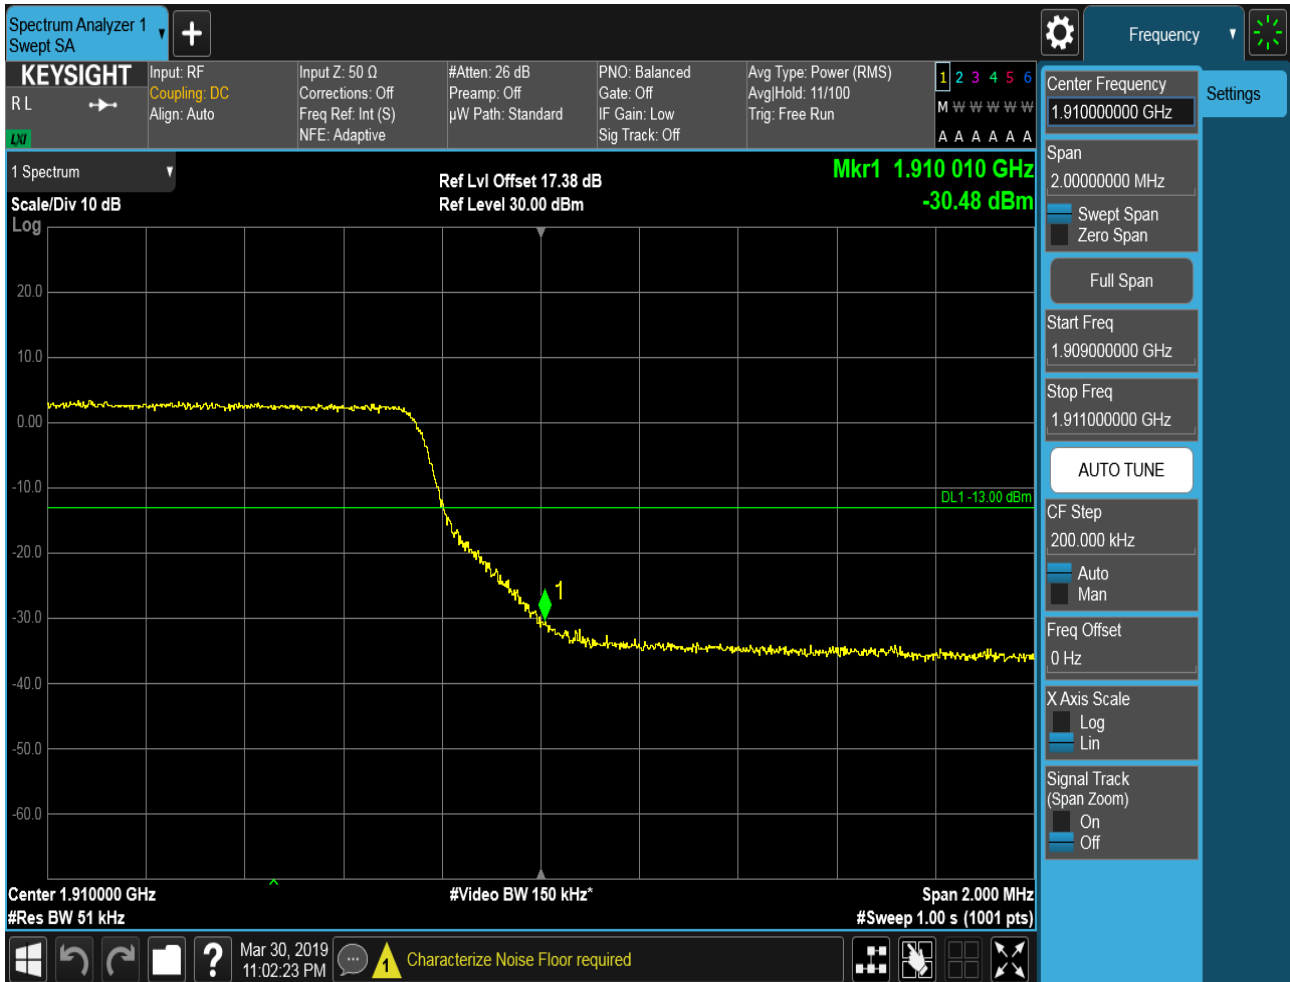 Spectrum Analyzer 1
Swept SA
Frequency
KEYSIGHT
R L
LXI
Input: RF
Coupling: DC
Align: Auto
Input Z: 50 Ω
Corrections: Off
Freq Ref: Int (S)
NFE: Adaptive
#Atten: 26 dB
Preamp: Off
µW Path: Standard
PNO: Balanced
Gate: Off
IF Gain: Low
Sig Track: Off
Avg Type: Power (RMS)
Avg|Hold: 11/100
Trig: Free Run
1 2 3 4 5 6
M W W W W W
A A A A A A
1 Spectrum
Scale/Div 10 dB
Log
Ref Lvl Offset 17.38 dB
Ref Level 30.00 dBm
Mkr1 1.910 010 GHz
-30.48 dBm
20.0
10.0
0.00
-10.0
DL1 -13.00 dBm
-20.0
1
-30.0
-40.0
-50.0
-60.0
Center 1.910000 GHz
#Video BW 150 kHz*
Span 2.000 MHz
#Res BW 51 kHz
#Sweep 1.00 s (1001 pts)
Center Frequency
1.910000000 GHz
Settings
Span
2.00000000 MHz
Swept Span
Zero Span
Full Span
Start Freq
1.909000000 GHz
Stop Freq
1.911000000 GHz
AUTO TUNE
CF Step
200.000 kHz
Auto
Man
Freq Offset
0 Hz
X Axis Scale
Log
Lin
Signal Track
(Span Zoom)
On
Off
?
Mar 30, 2019
11:02:23 PM
1
Characterize Noise Floor required